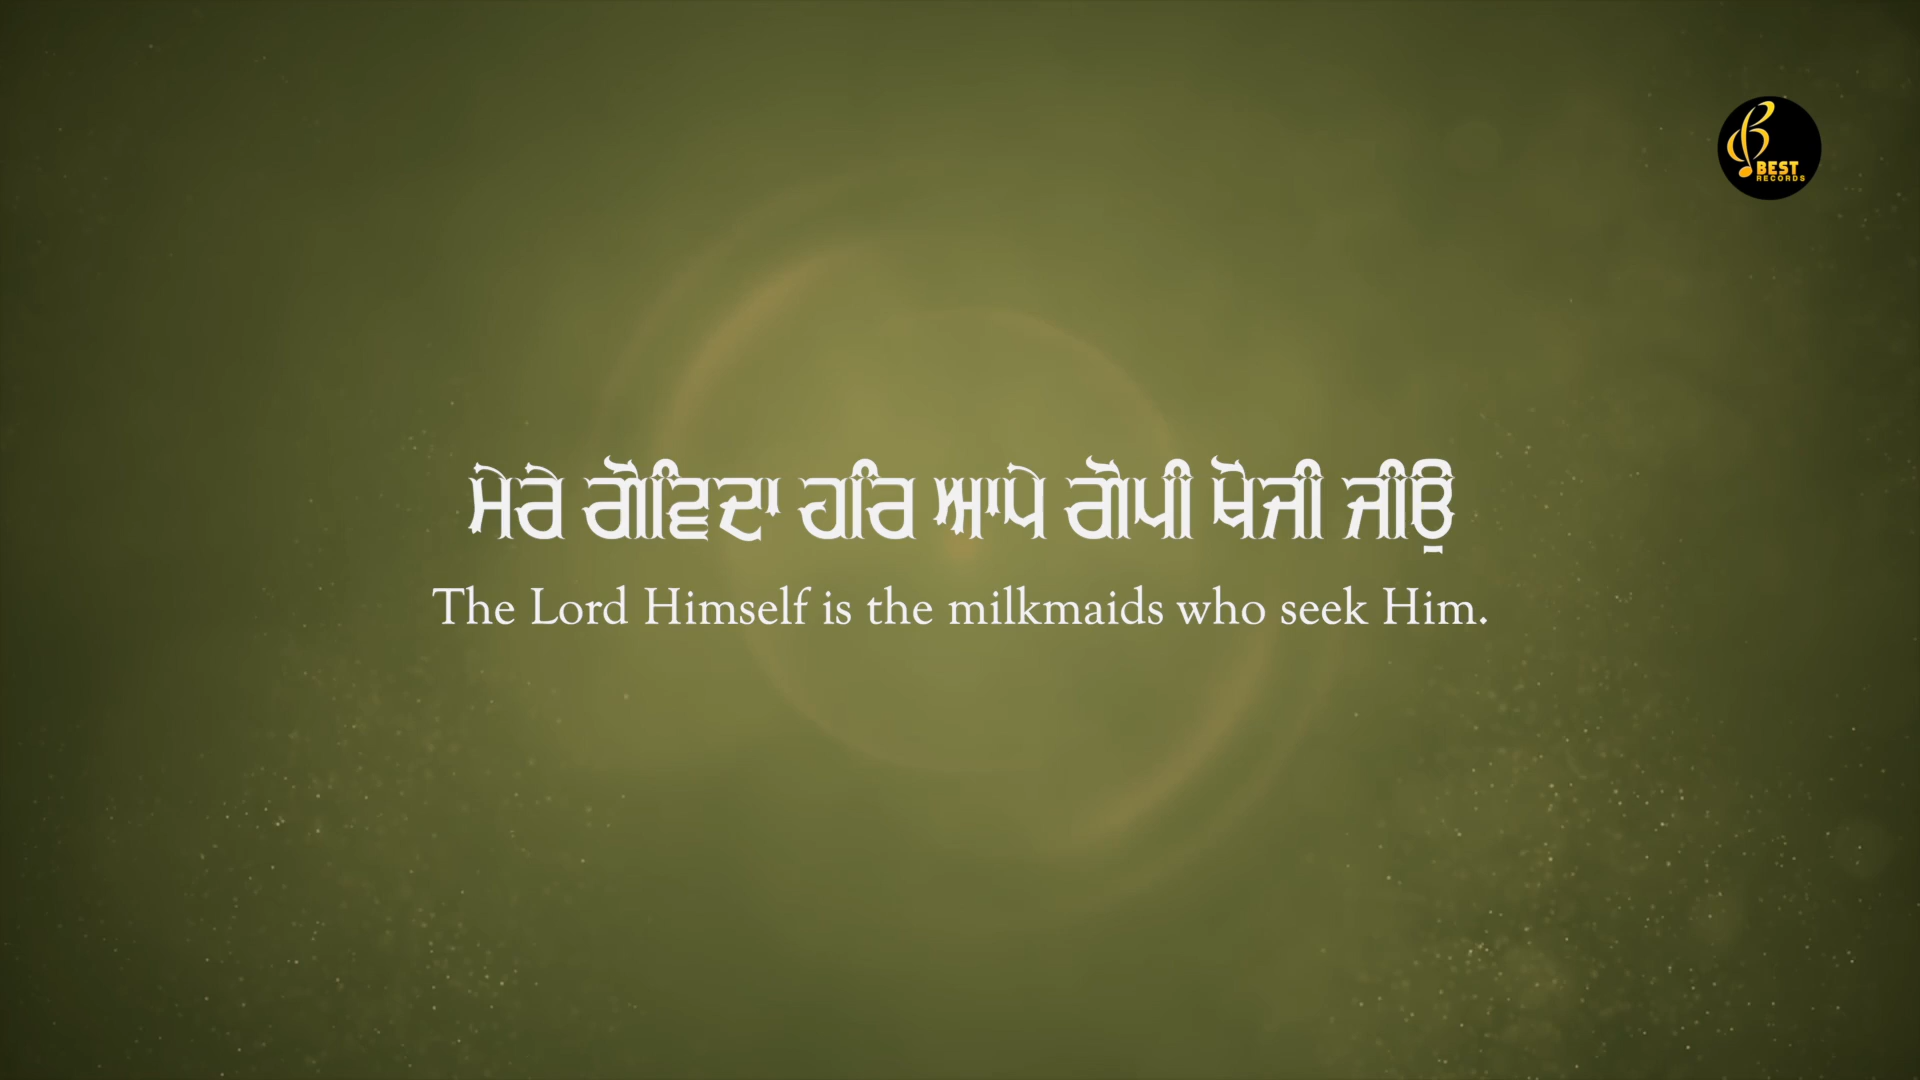 BEST
RECORDS
ਮੇਰੇ ਗੋਵਿਦਾ ਹਰਿ ਆਪੇ ਗੋਪੀ ਖੋਜੀ ਜੀਉ
The Lord Himself is the milkmaids who seek Him.